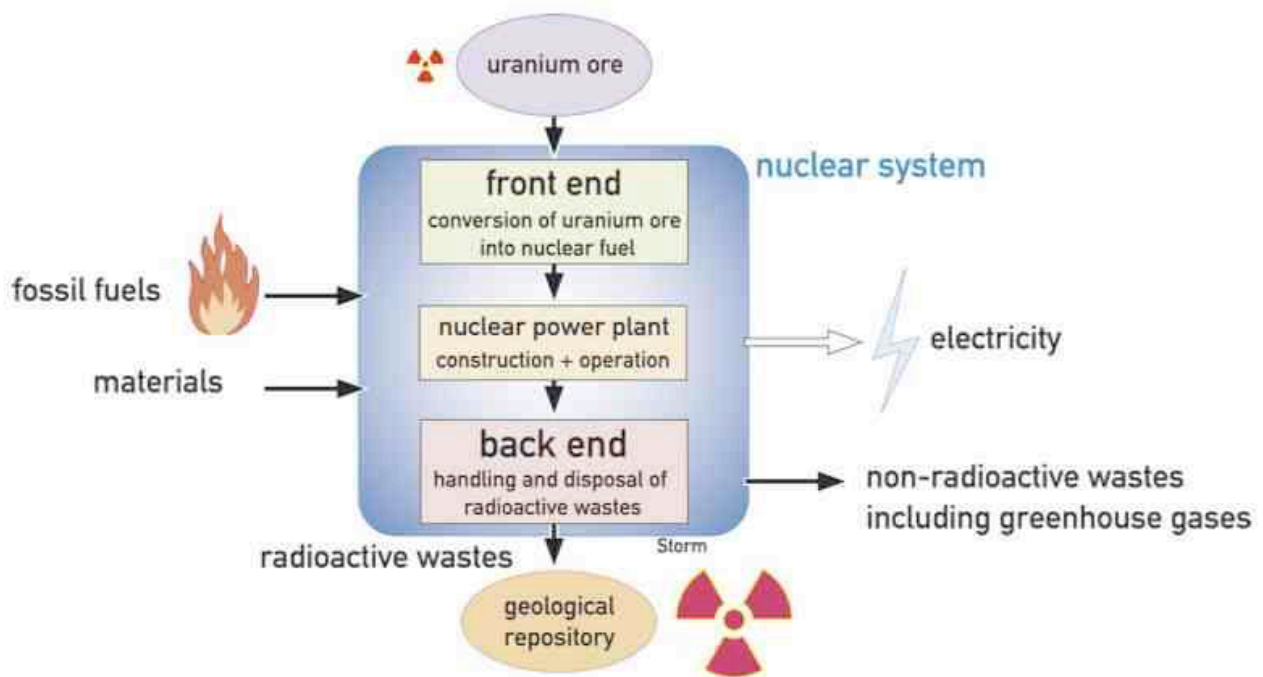 uranium ore
nuclear system
front end
conversion of uranium ore
into nuclear fuel
fossil fuels
nuclear power plant
construction + operation
electricity
materials
back end
handling and disposal of
radioactive wastes
non-radioactive wastes
including greenhouse gases
Storm
radioactive wastes
geological
repository